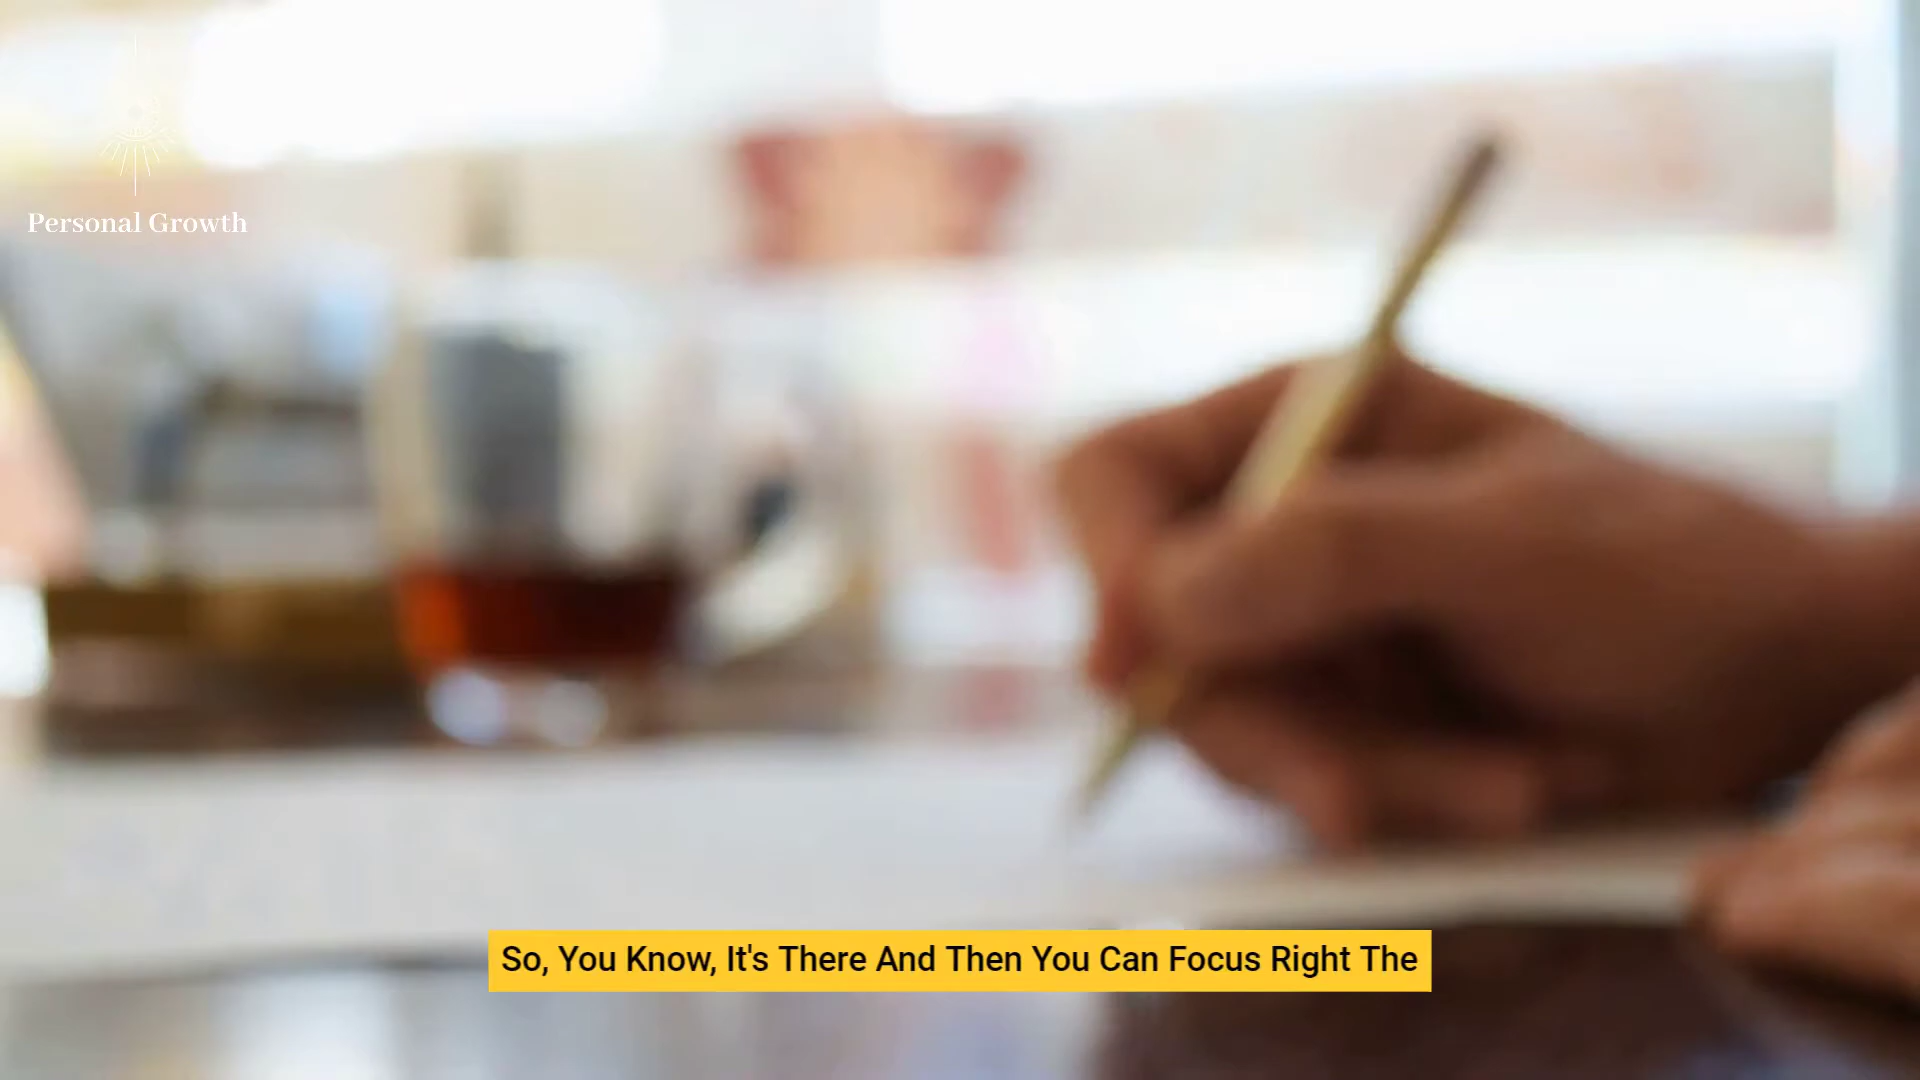 Personal Growth
So, You Know, It's There And Then You Can Focus Right The